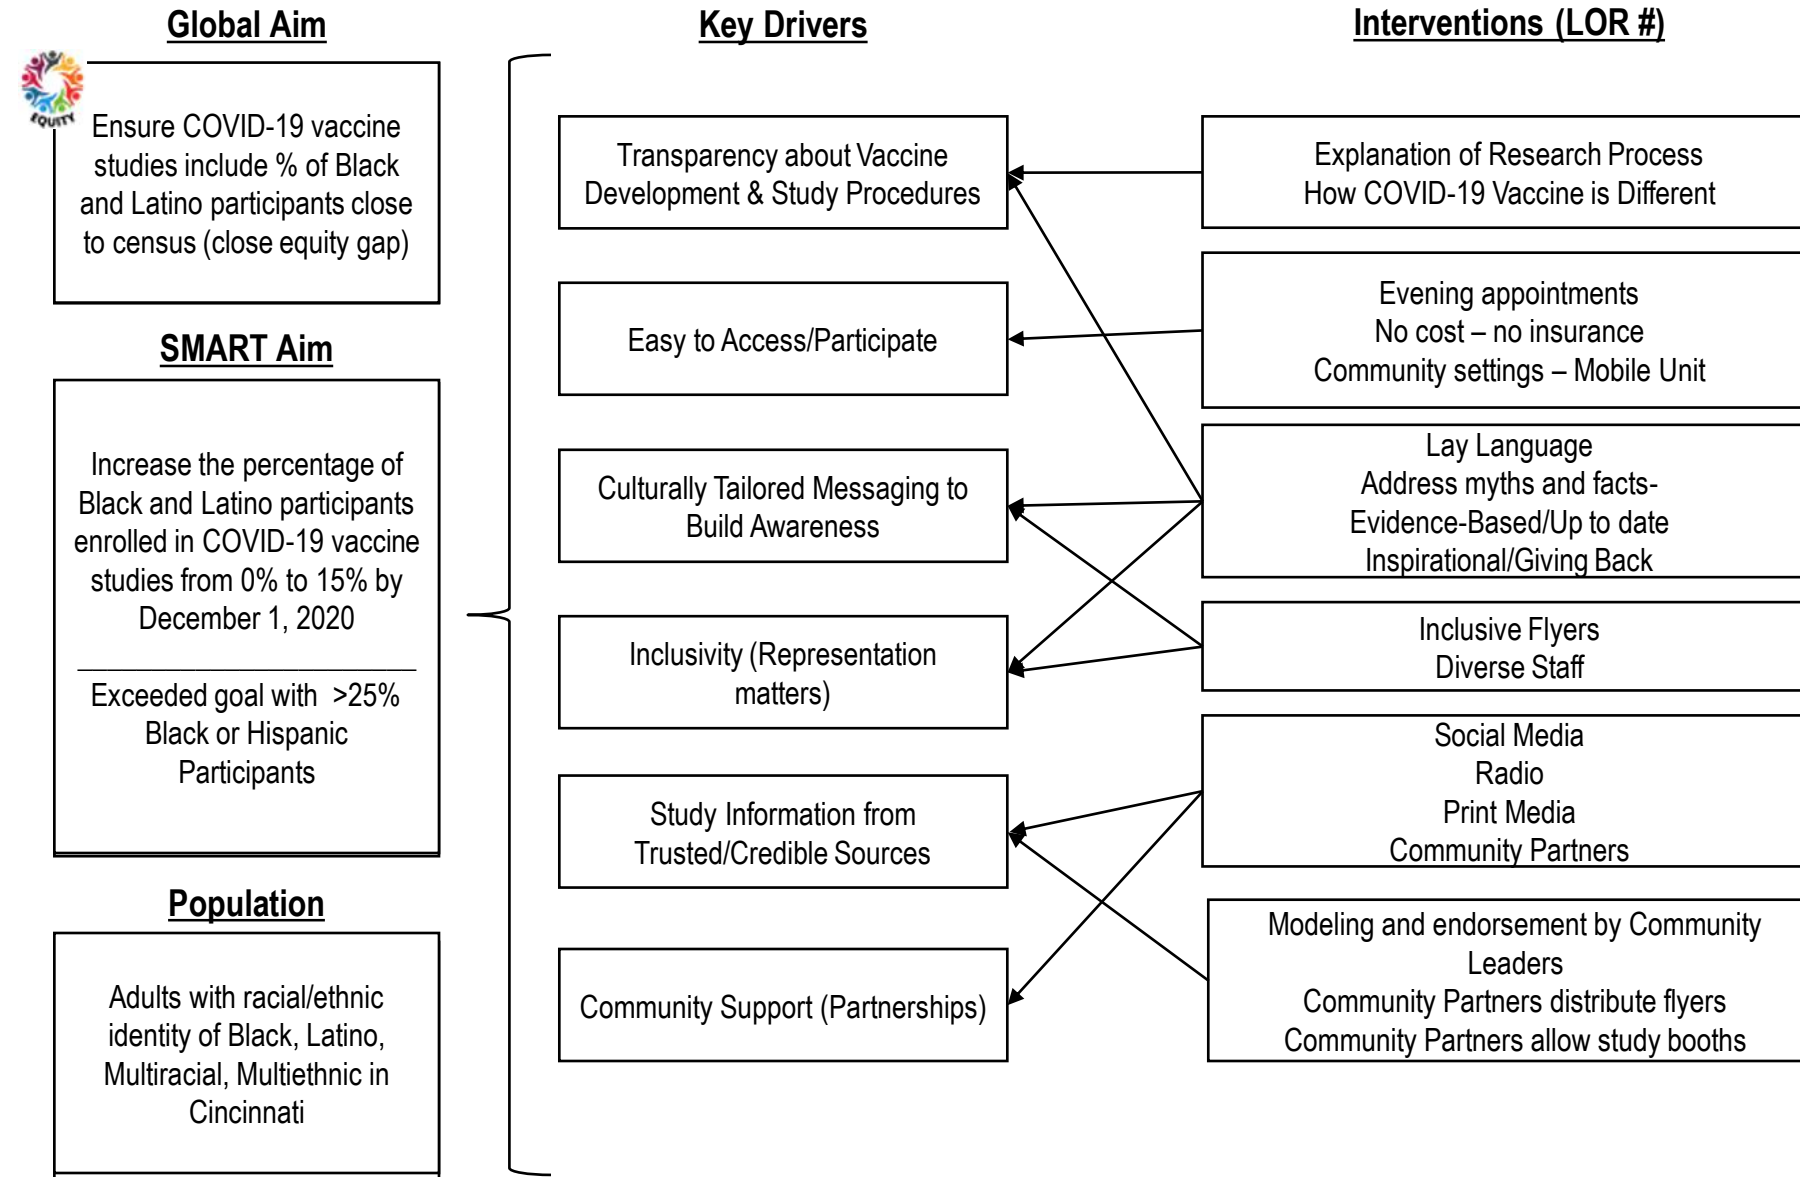 Global Aim
EQUITY
Ensure COVID-19 vaccine
studies include % of Black
and Latino participants close
to census (close equity gap)
SMART Aim
Increase the percentage of
Black and Latino participants
enrolled in COVID-19 vaccine
studies from 0% to 15% by
December 1, 2020
Exceeded goal with >25%
Black or Hispanic
Participants
Population
Adults with racial/ethnic
identity of Black, Latino,
Multiracial, Multiethnic in
Cincinnati
Key Drivers
Transparency about Vaccine
Development & Study Procedures
Easy to Access/Participate
Culturally Tailored Messaging to
Build Awareness
Inclusivity (Representation
matters)
Study Information from
Trusted/Credible Sources
Community Support (Partnerships)
Interventions (LOR #)
Explanation of Research Process
How COVID-19 Vaccine is Different
Evening appointments
No cost – no insurance
Community settings – Mobile Unit
Lay Language
Address myths and facts-
Evidence-Based/Up to date
Inspirational/Giving Back
Inclusive Flyers
Diverse Staff
Social Media
Radio
Print Media
Community Partners
Modeling and endorsement by Community
Leaders
Community Partners distribute flyers
Community Partners allow study booths